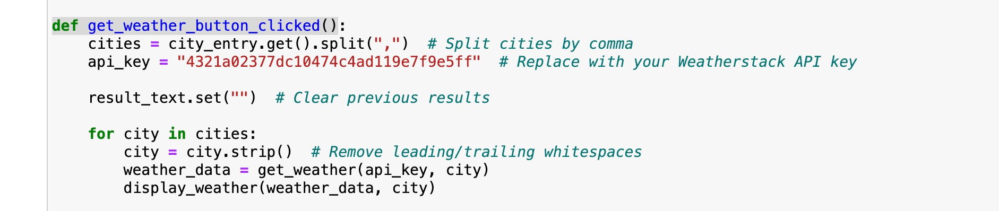 def get_weather_button_clicked():
    cities = city_entry.get().split(",")  # Split cities by comma
    api_key = "4321a02377dc10474c4ad119e7f9e5ff"  # Replace with your Weatherstack API key
    result_text.set("")  # Clear previous results
    for city in cities:
        city = city.strip()  # Remove leading/trailing whitespaces
        weather_data = get_weather(api_key, city)
        display_weather(weather_data, city)